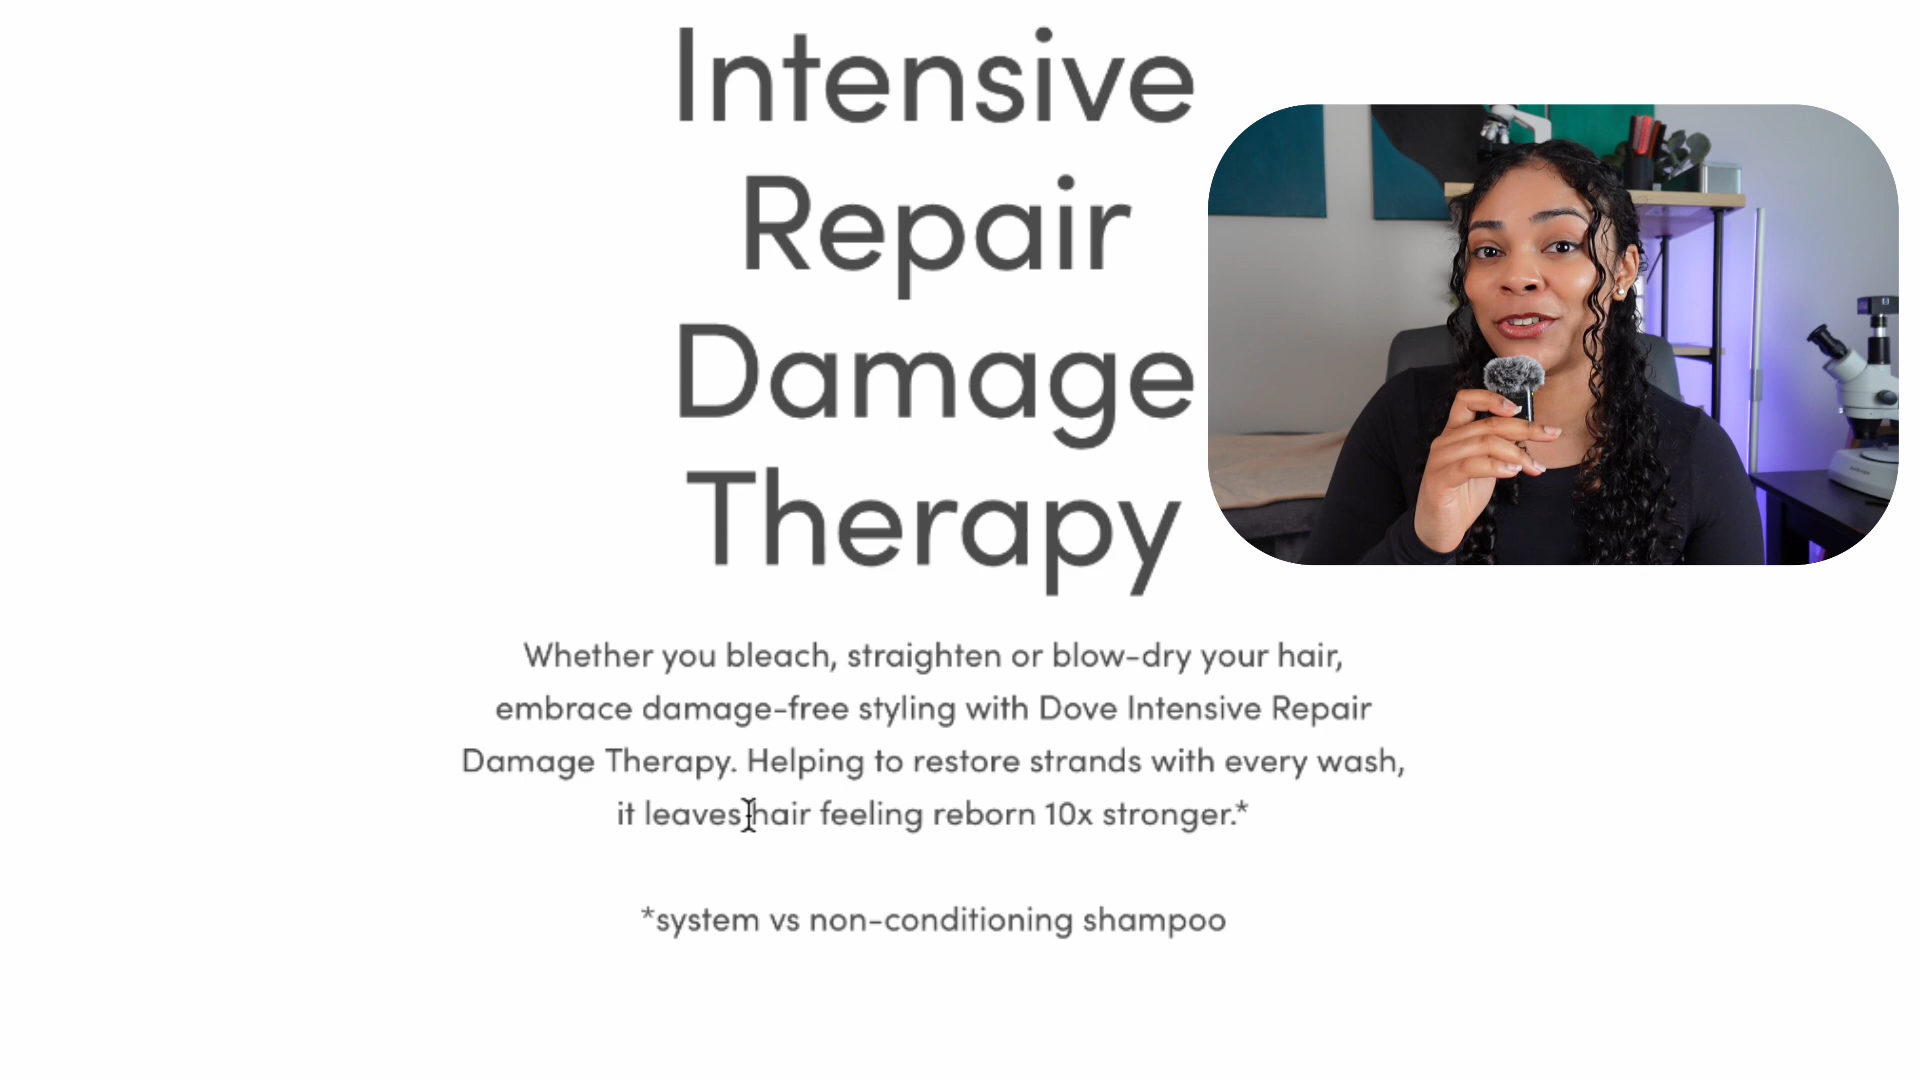 Intensive
Repair
Damage
Therapy
Whether you bleach, straighten or blow-dry your hair,
embrace damage-free styling with Dove Intensive Repair
Damage Therapy. Helping to restore strands with every wash,
it leaves hair feeling reborn 10x stronger.*
*system vs non-conditioning shampoo